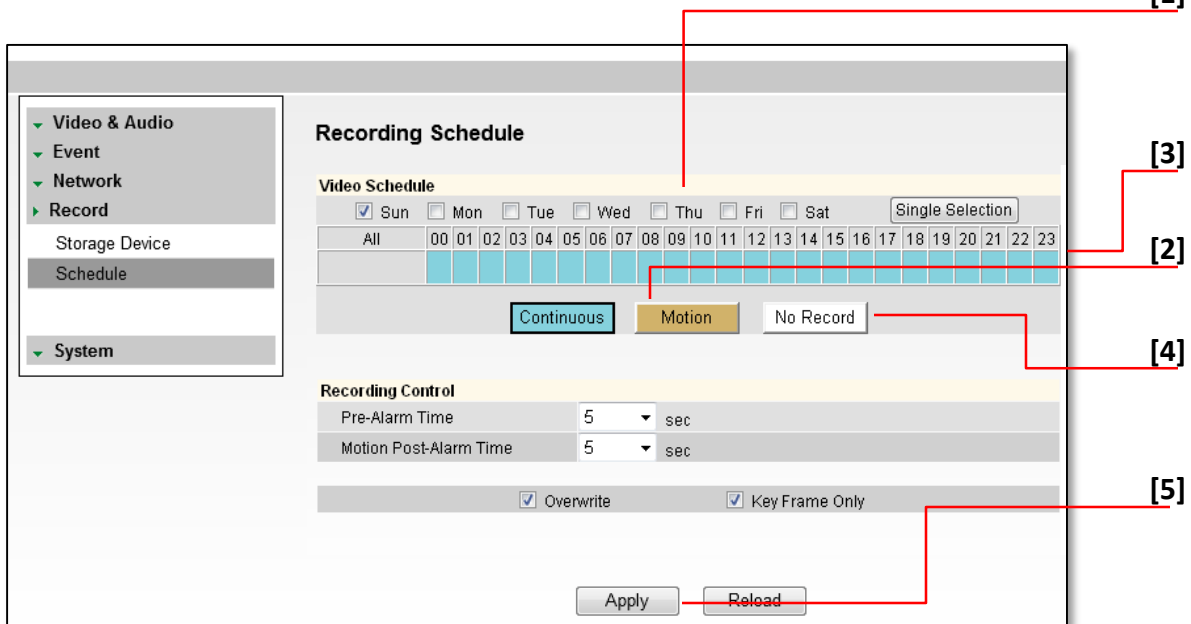 Video & Audio
Event
Network
Record
Storage Device
Schedule
System
Recording Schedule
Video Schedule
Sun Mon Tue Wed Thu Fri Sat Single Selection
All 00 01 02 03 04 05 06 07 08 09 10 11 12 13 14 15 16 17 18 19 20 21 22 23
Continuous Motion No Record
Recording Control
Pre-Alarm Time 5 sec
Motion Post-Alarm Time 5 sec
Overwrite Key Frame Only
Apply Reload
[3]
[2]
[4]
[5]